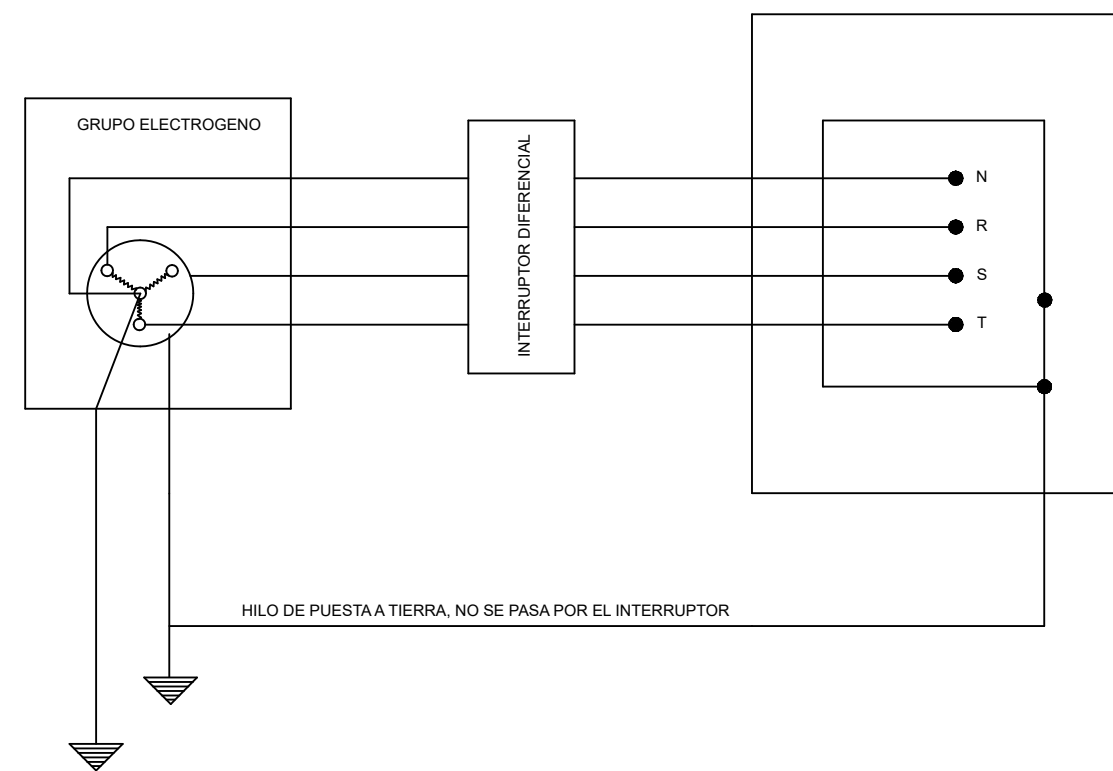 GRUPO ELECTROGENO
INTERRUPTOR DIFERENCIAL
N
R
S
T
HILO DE PUESTA A TIERRA, NO SE PASA POR EL INTERRUPTOR